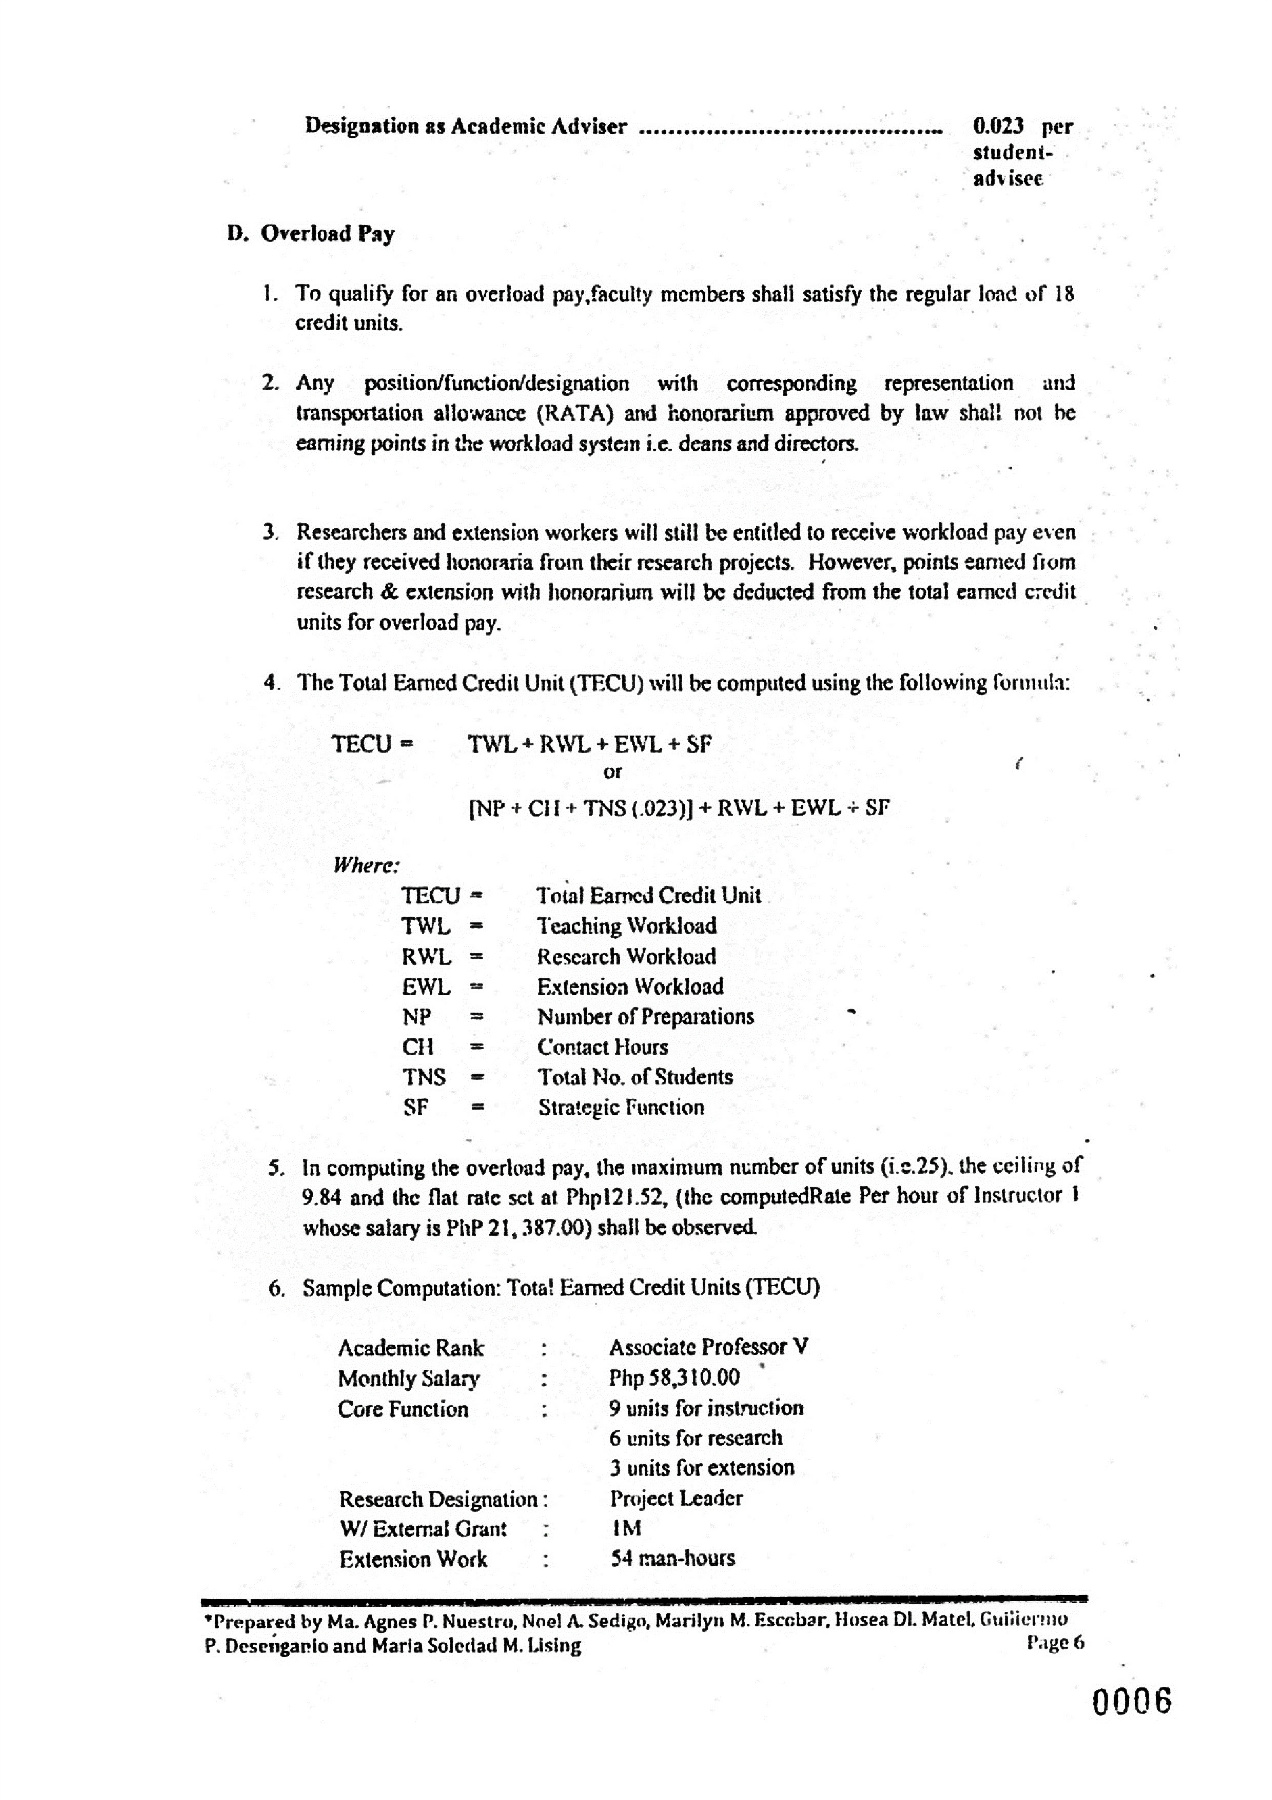 Designation as Academic Adviser ........................................ 0.023 per
student-
advisee
D. Overload Pay
1. To qualify for an overload pay,faculty members shall satisfy the regular load of 18
credit units.
2. Any position/function/designation with corresponding representation and
transportation allowance (RATA) and honorarium approved by law shall not be
earning points in the workload system i.e. deans and directors.
3. Researchers and extension workers will still be entitled to receive workload pay even
if they received honoraria from their research projects. However, points earned from
research & extension with honorarium will be deducted from the total earned credit
units for overload pay.
4. The Total Earned Credit Unit (TECU) will be computed using the following formula:
TECU = TWL + RWL + EWL + SF
or
[NP + CH + TNS (.023)] + RWL + EWL + SF
Where:
TECU = Total Earned Credit Unit
TWL = Teaching Workload
RWL = Research Workload
EWL = Extension Workload
NP = Number of Preparations
CH = Contact Hours
TNS = Total No. of Students
SF = Strategic Function
5. In computing the overload pay, the maximum number of units (i.e.25), the ceiling of
9.84 and the flat rate set at Php121.52, (the computedRate Per hour of Instructor 1
whose salary is PhP 21, 387.00) shall be observed.
6. Sample Computation: Total Earned Credit Units (TECU)
Academic Rank : Associate Professor V
Monthly Salary : Php 58,310.00
Core Function : 9 units for instruction
6 units for research
3 units for extension
Research Designation : Project Leader
W/ External Grant : 1M
Extension Work : 54 man-hours
*Prepared by Ma. Agnes P. Nuestro, Noel A. Sedigo, Marilyn M. Escobar, Hosea Dl. Matel, Guillermo
P. Deseñganio and Maria Soledad M. Lising Page 6
0006